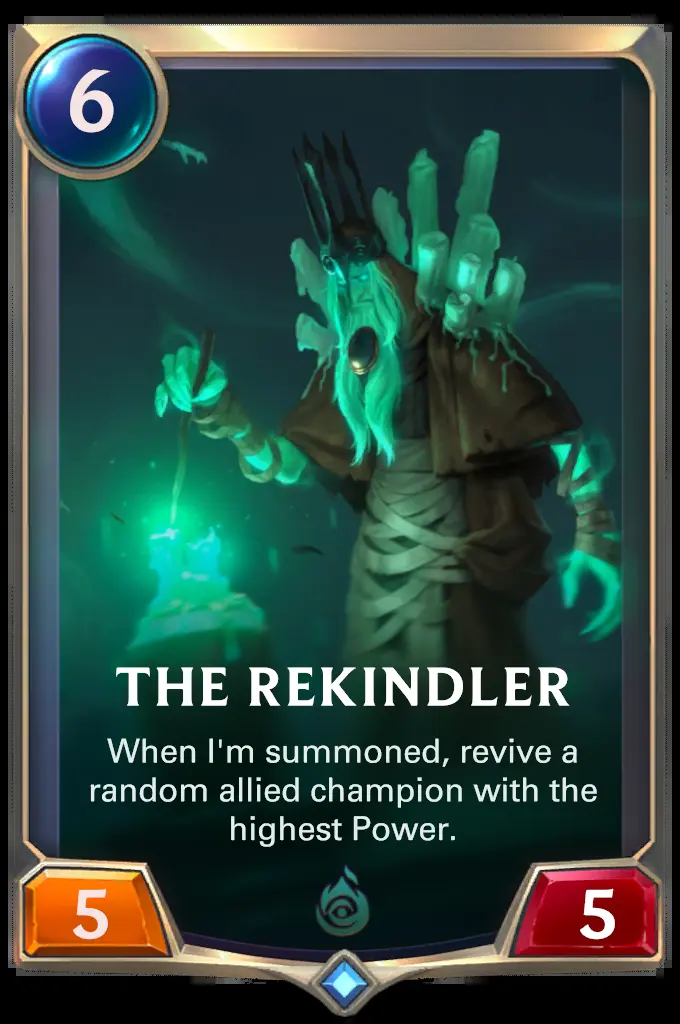 6
THE REKINDLER
When I'm summoned, revive a
random allied champion with the
highest Power.
5
5